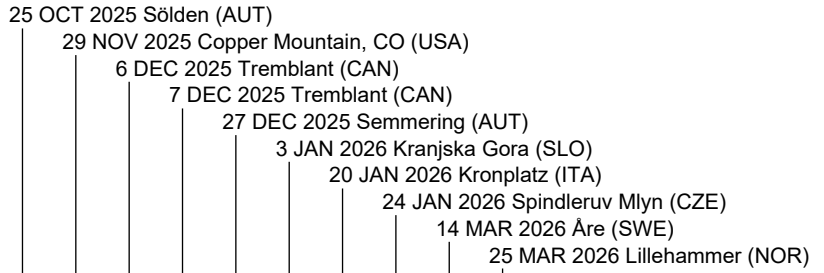 25 OCT 2025 Sölden (AUT)
29 NOV 2025 Copper Mountain, CO (USA)
6 DEC 2025 Tremblant (CAN)
7 DEC 2025 Tremblant (CAN)
27 DEC 2025 Semmering (AUT)
3 JAN 2026 Kranjska Gora (SLO)
20 JAN 2026 Kronplatz (ITA)
24 JAN 2026 Spindleruv Mlyn (CZE)
14 MAR 2026 Åre (SWE)
25 MAR 2026 Lillehammer (NOR)